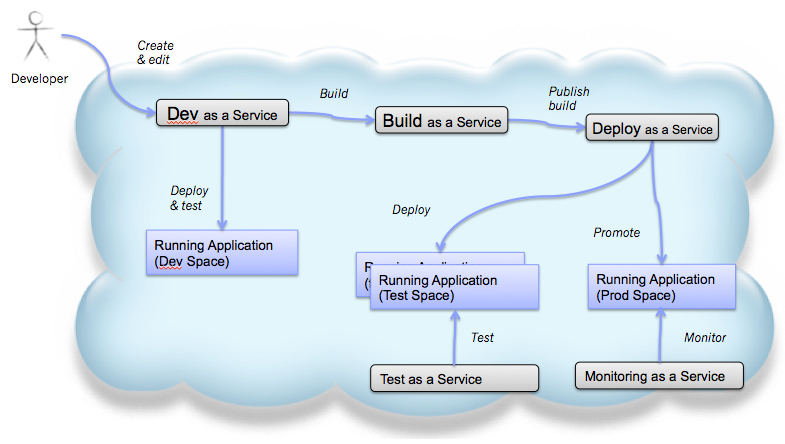 Create
& edit
Developer
Dev as a Service
Build
Build as a Service
Publish
build
Deploy as a Service
Deploy
& test
Running Application
(Dev Space)
Deploy
Running Application
(Test Space)
Promote
Running Application
(Prod Space)
Test
Test as a Service
Monitor
Monitoring as a Service